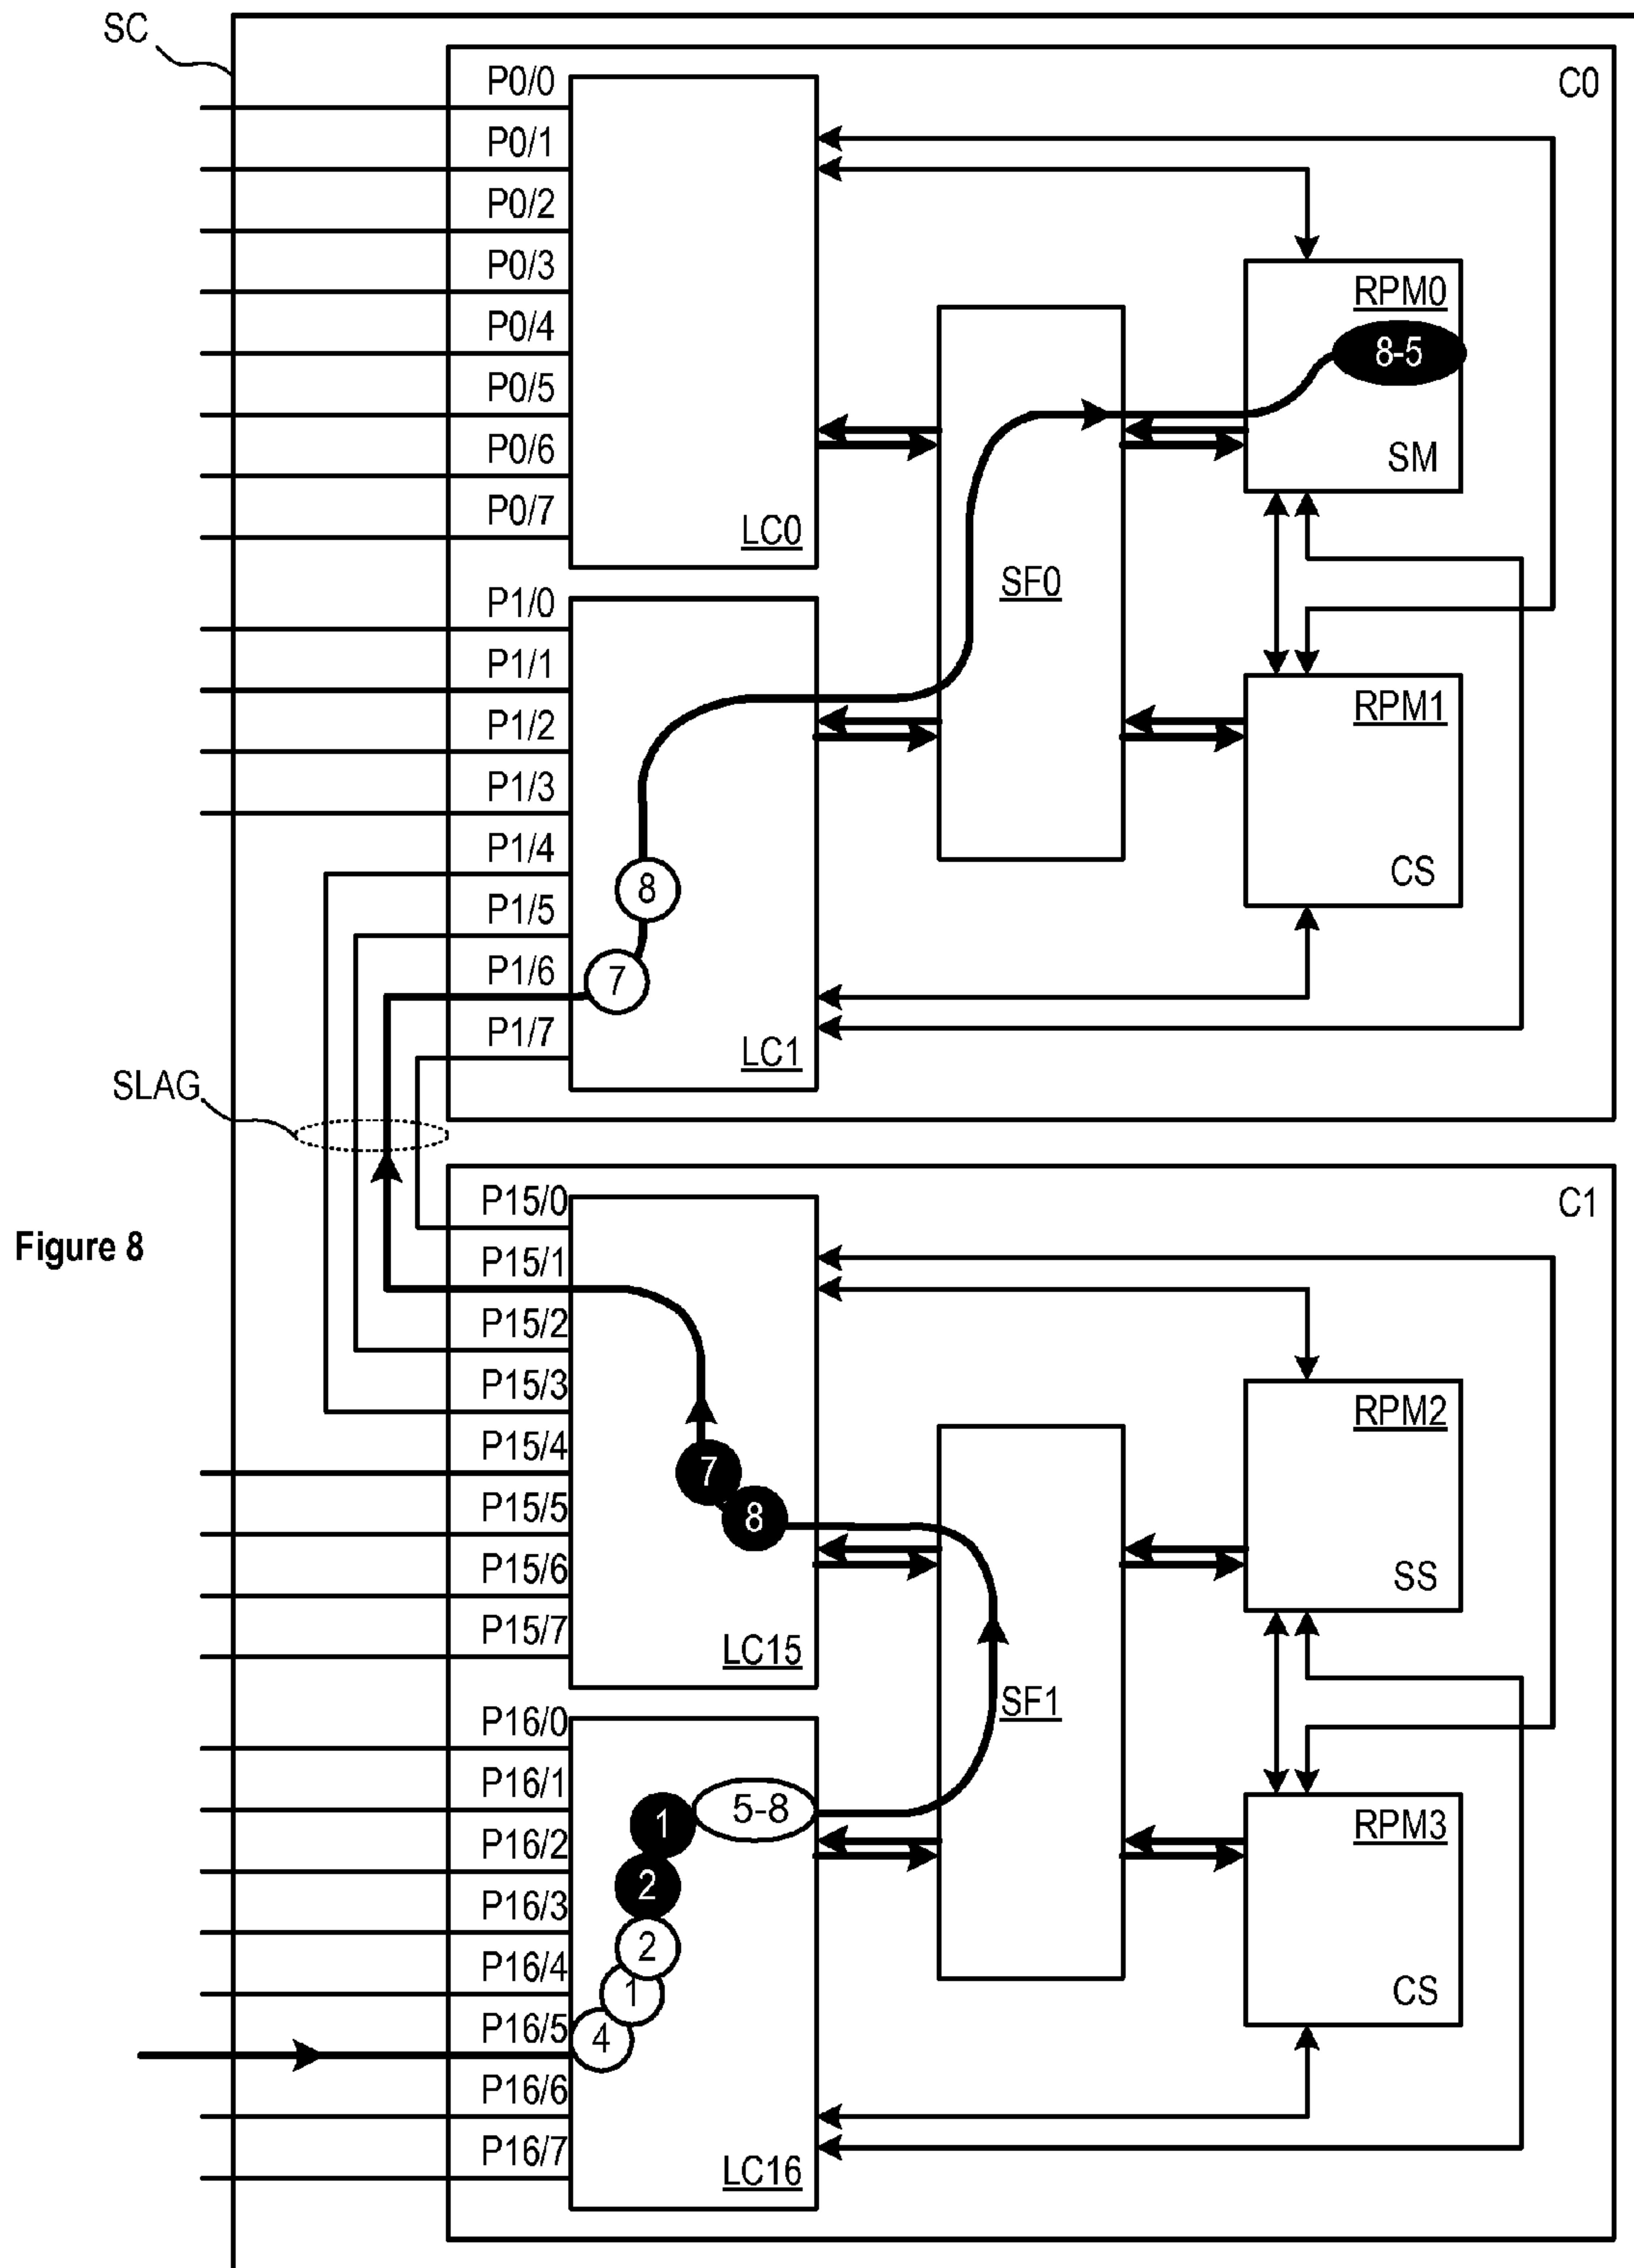 SC
C0
P0/0
P0/1
P0/2
P0/3
P0/4
P0/5
P0/6
P0/7
LC0
SF0
RPM0
8-5
SM
P1/0
P1/1
P1/2
P1/3
P1/4
P1/5
P1/6
P1/7
8
7
LC1
RPM1
CS
SLAG
Figure 8
C1
P15/0
P15/1
P15/2
P15/3
P15/4
P15/5
P15/6
P15/7
7
8
LC15
SF1
RPM2
SS
P16/0
P16/1
P16/2
P16/3
P16/4
P16/5
P16/6
P16/7
1
5-8
2
2
1
4
LC16
RPM3
CS